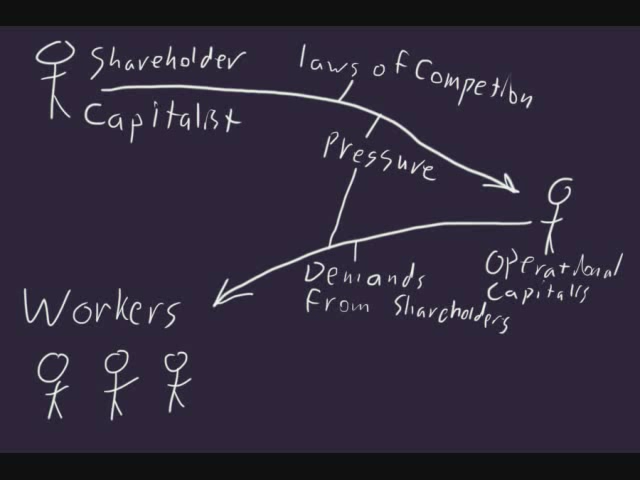 Shareholder
Capitalist
laws of Competion
Pressure
Operational
Capitalis
Demands
From Shareholders
Workers